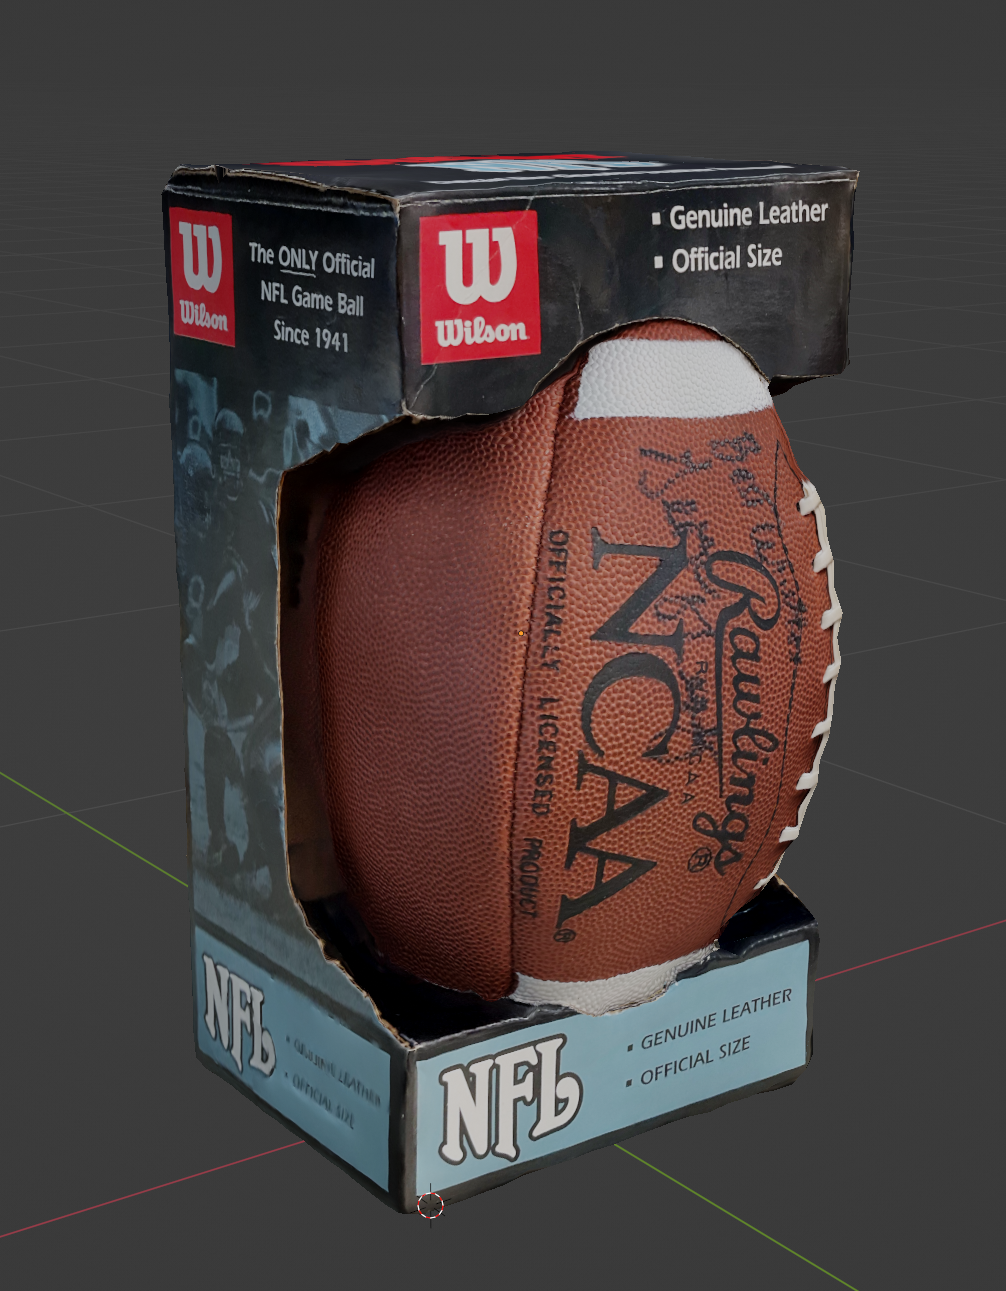 Wilson
The ONLY Official
NFL Game Ball
Since 1941
Wilson
▪ Genuine Leather
▪ Official Size
OFFICIALLY LICENSED PRODUCT
NCAA®
Rawlings®
NFL
▪ GENUINE LEATHER
▪ OFFICIAL SIZE
NFL
▪ GENUINE LEATHER
▪ OFFICIAL SIZE